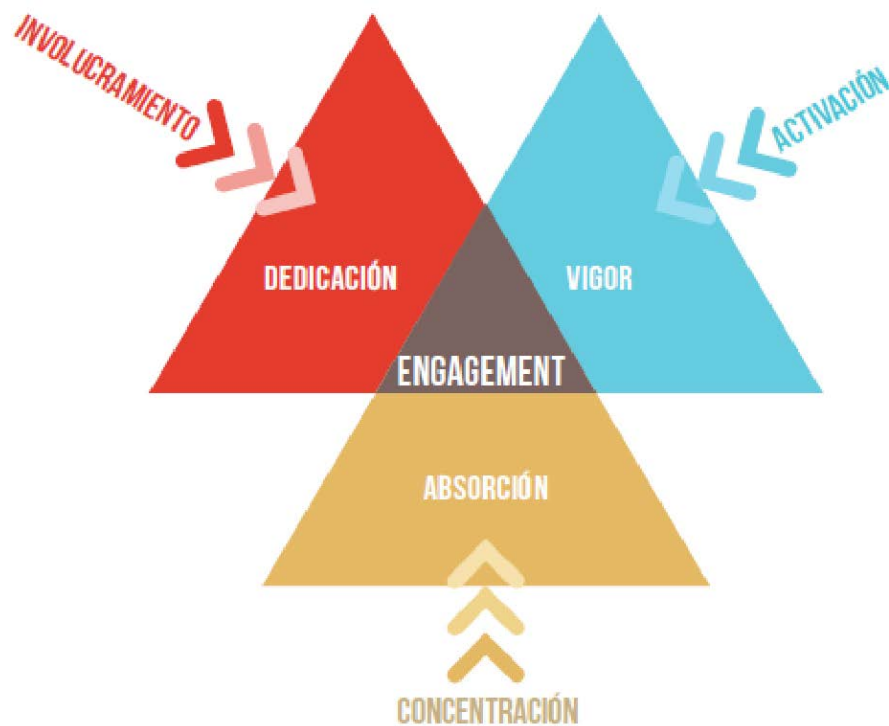 INVOLUCRAMIENTO
ACTIVACIÓN
DEDICACIÓN
VIGOR
ENGAGEMENT
ABSORCIÓN
CONCENTRACIÓN